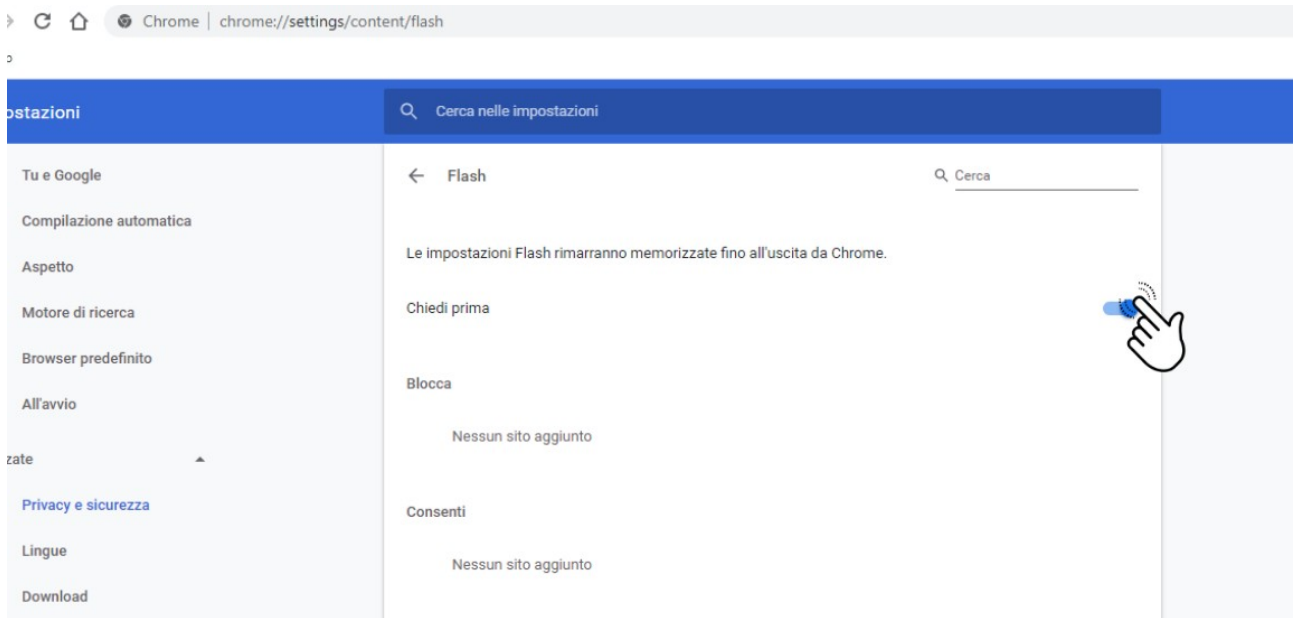 Chrome | chrome://settings/content/flash
o
ostazioni
Cerca nelle impostazioni
Tu e Google
Compilazione automatica
Aspetto
Motore di ricerca
Browser predefinito
All'avvio
zate
Privacy e sicurezza
Lingue
Download
Flash
Cerca
Le impostazioni Flash rimarranno memorizzate fino all'uscita da Chrome.
Chiedi prima
Blocca
Nessun sito aggiunto
Consenti
Nessun sito aggiunto